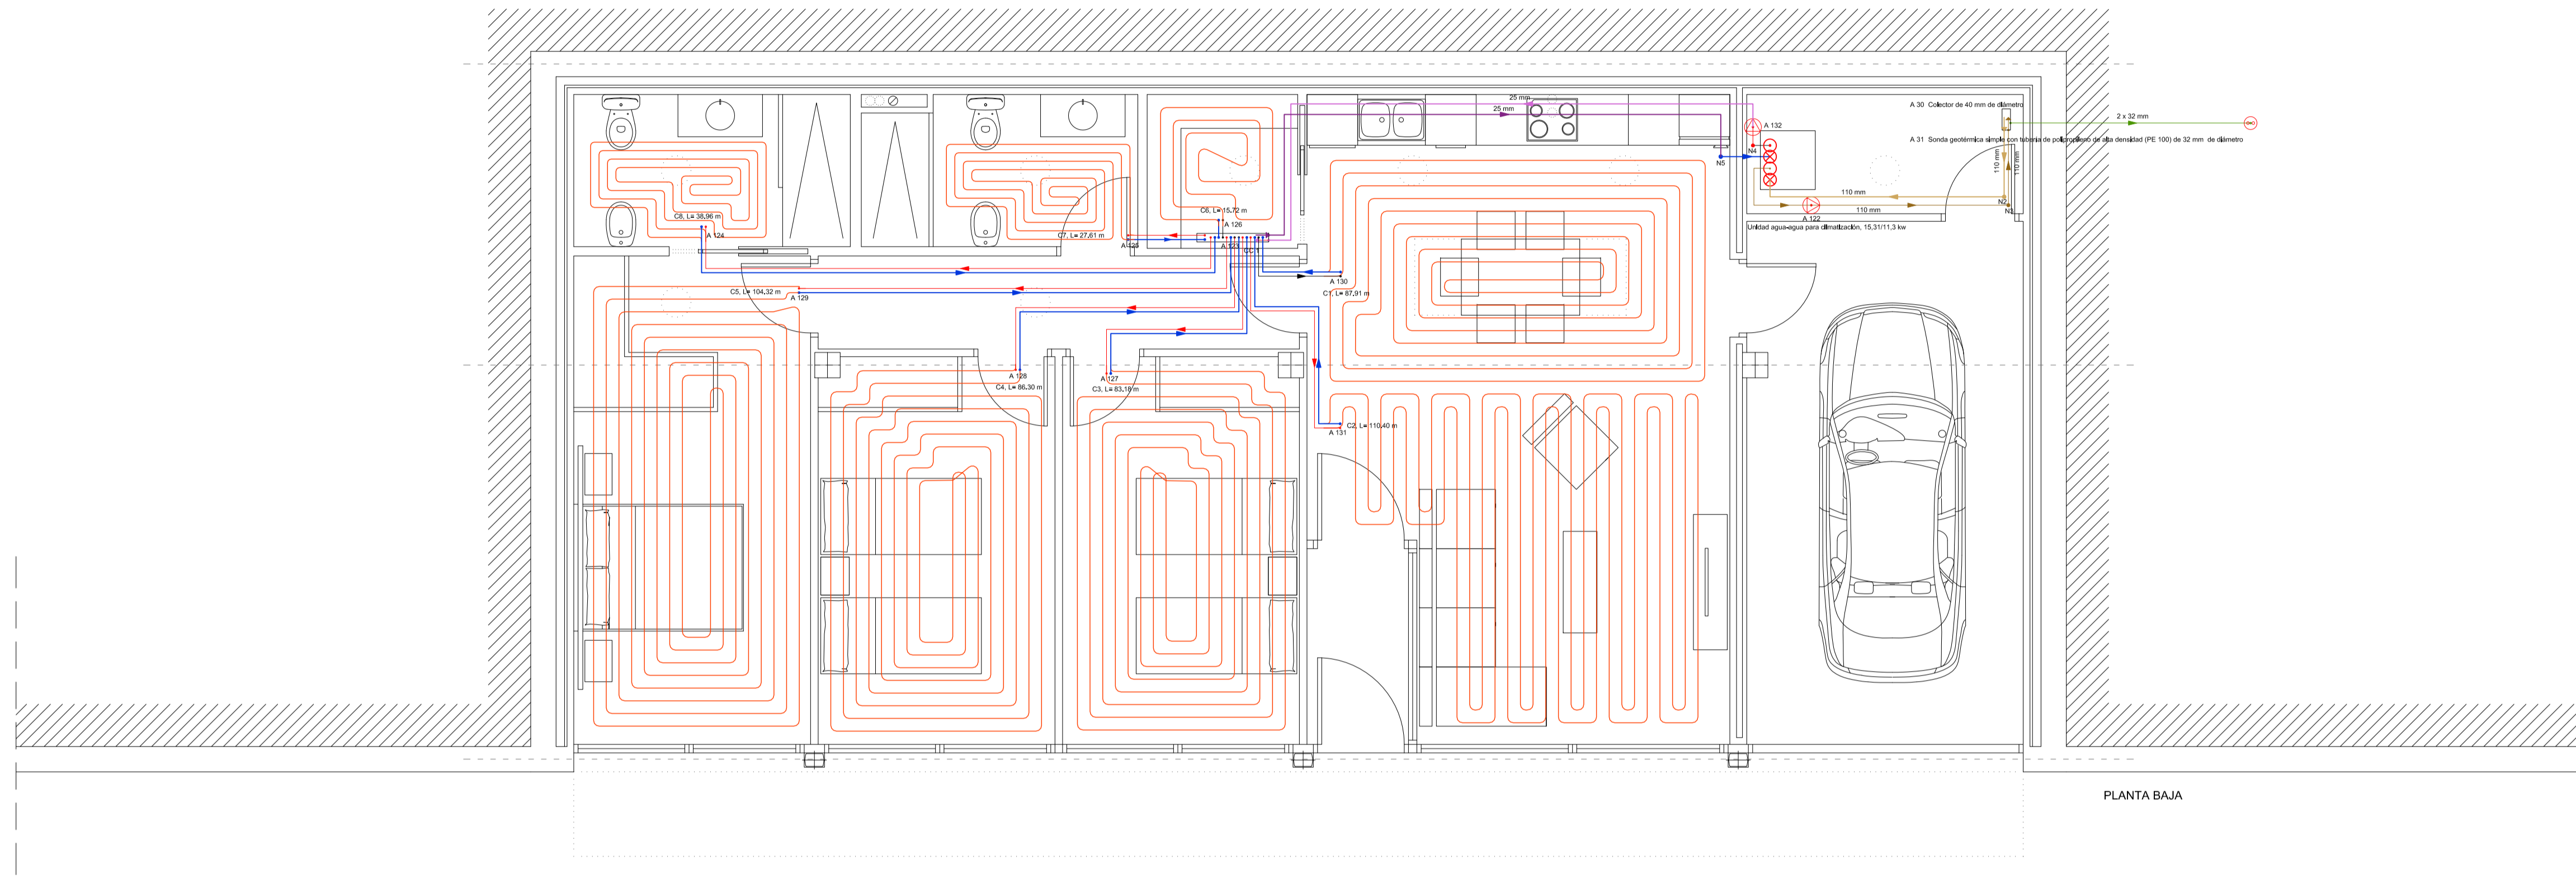 25 mm
25 mm
A 30 Colector de 40 mm de diámetro
2 x 32 mm
A 132
A 31 Sonda geotérmica simple con tubería de polipropileno de alta densidad (PE 100) de 32 mm de diámetro
N4
N5
110 mm
110 mm
110 mm
N2
N3
110 mm
A 122
Unidad agua-agua para climatización, 15,31/11,3 kw
C8, L= 38,96 m
A 124
C6, L= 15,72 m
A 126
C7, L= 27,61 m
A 125
A 123
CC 1
A 130
C1, L= 87,91 m
C5, L= 104,32 m
A 129
A 128
C4, L= 86,30 m
A 127
C3, L= 83,18 m
C2, L= 110,40 m
A 131
PLANTA BAJA